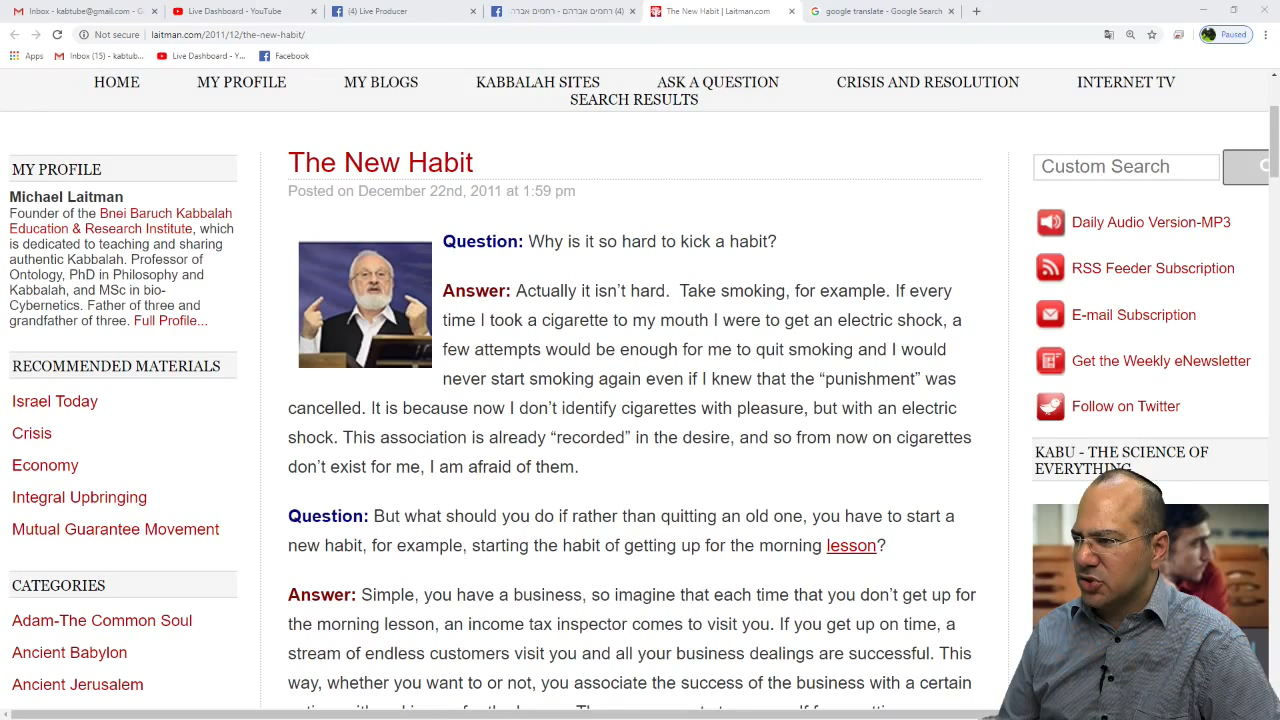 Inbox - kabtube@gmail.com - G
Live Dashboard - YouTube
(4) Live Producer
(4) רחמים אברהם - רחמים אברה
The New Habit | Laitman.com
google translate - Google Search
Not secure | laitman.com/2011/12/the-new-habit/
Paused
Apps
Inbox (15) - kabtub...
Live Dashboard - Y...
Facebook
HOME
MY PROFILE
MY BLOGS
KABBALAH SITES
ASK A QUESTION
CRISIS AND RESOLUTION
INTERNET TV
SEARCH RESULTS
MY PROFILE
Michael Laitman
Founder of the Bnei Baruch Kabbalah
Education & Research Institute, which
is dedicated to teaching and sharing
authentic Kabbalah. Professor of
Ontology, PhD in Philosophy and
Kabbalah, and MSc in bio-
Cybernetics. Father of three and
grandfather of three. Full Profile...
RECOMMENDED MATERIALS
Israel Today
Crisis
Economy
Integral Upbringing
Mutual Guarantee Movement
CATEGORIES
Adam-The Common Soul
Ancient Babylon
Ancient Jerusalem
The New Habit
Posted on December 22nd, 2011 at 1:59 pm
Question: Why is it so hard to kick a habit?
Answer: Actually it isn't hard. Take smoking, for example. If every
time I took a cigarette to my mouth I were to get an electric shock, a
few attempts would be enough for me to quit smoking and I would
never start smoking again even if I knew that the “punishment” was
cancelled. It is because now I don’t identify cigarettes with pleasure, but with an electric
shock. This association is already “recorded” in the desire, and so from now on cigarettes
don’t exist for me, I am afraid of them.
Question: But what should you do if rather than quitting an old one, you have to start a
new habit, for example, starting the habit of getting up for the morning lesson?
Answer: Simple, you have a business, so imagine that each time that you don’t get up for
the morning lesson, an income tax inspector comes to visit you. If you get up on time, a
stream of endless customers visit you and all your business dealings are successful. This
way, whether you want to or not, you associate the success of the business with a certain
Custom Search
Daily Audio Version-MP3
RSS Feeder Subscription
E-mail Subscription
Get the Weekly eNewsletter
Follow on Twitter
KABU - THE SCIENCE OF
EVERYTHING